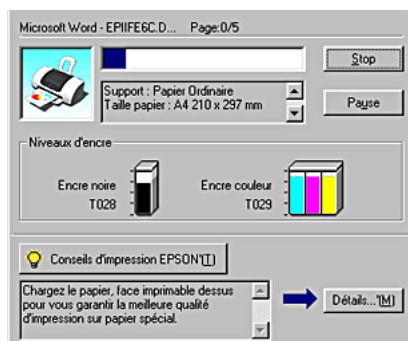 Microsoft Word - EPIIFE6C.D... Page:0/5
Stop
Support : Papier Ordinaire
Taille papier : A4 210 x 297 mm
Pause
Niveaux d'encre
Encre noire
T028
Encre couleur
T029
Conseils d'impression EPSON'(T)
Chargez le papier, face imprimable dessus
pour vous garantir la meilleure qualité
d'impression sur papier spécial.
Détails...'(M)